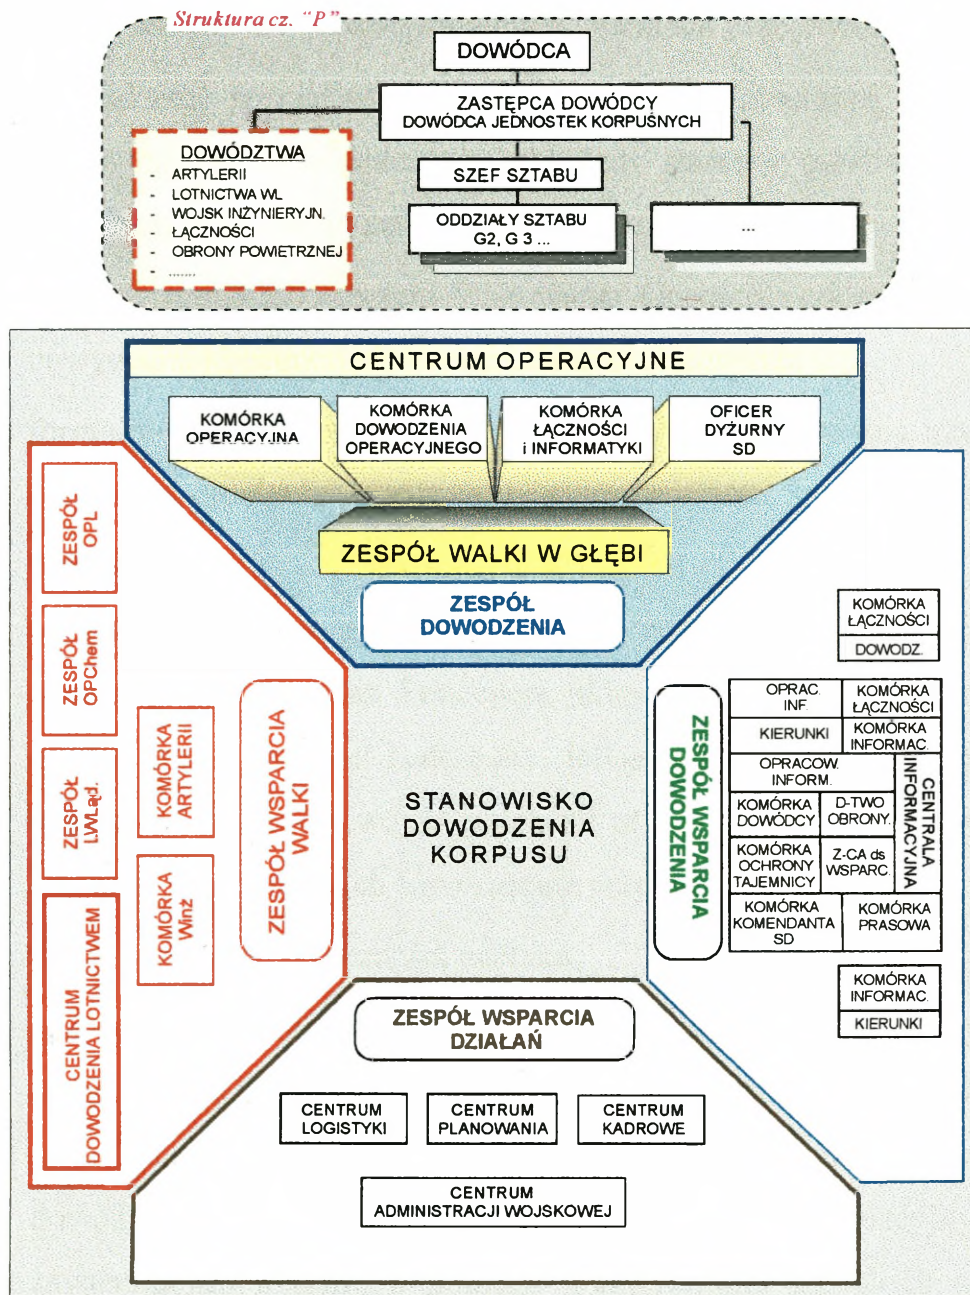 Struktura cz. "P"
DOWÓDCA
ZASTĘPCA DOWÓDCY
DOWÓDCA JEDNOSTEK KORPUŚNYCH
DOWÓDZTWA
- ARTYLERII
- LOTNICTWA WL
- WOJSK INŻYNIERYJN.
- ŁĄCZNOŚCI
- OBRONY POWIETRZNEJ
- .......
SZEF SZTABU
ODDZIAŁY SZTABU
G2, G 3 ...
...
CENTRUM OPERACYJNE
KOMÓRKA
OPERACYJNA
KOMÓRKA
DOWODZENIA
OPERACYJNEGO
KOMÓRKA
ŁĄCZNOŚCI
i INFORMATYKI
OFICER
DYŻURNY
SD
ZESPÓŁ WALKI W GŁĘBI
ZESPÓŁ
DOWODZENIA
ZESPÓŁ
OPL
ZESPÓŁ
OPChem
ZESPÓŁ
LWLąd.
CENTRUM
DOWODZENIA LOTNICTWEM
KOMÓRKA
ARTYLERII
KOMÓRKA
Winż
ZESPÓŁ WSPARCIA
WALKI
STANOWISKO
DOWODZENIA
KORPUSU
ZESPÓŁ WSPARCIA
DOWODZENIA
KOMÓRKA
ŁĄCZNOŚCI
DOWODZ.
OPRAC.
INF.
KOMÓRKA
ŁĄCZNOŚCI
KIERUNKI
KOMÓRKA
INFORMAC.
OPRACOW.
INFORM.
CENTRALA
INFORMACYJNA
KOMÓRKA
DOWÓDCY
D-TWO
OBRONY.
KOMÓRKA
OCHRONY
TAJEMNICY
Z-CA ds
WSPARC.
KOMÓRKA
KOMENDANTA
SD
KOMÓRKA
PRASOWA
KOMÓRKA
INFORMAC.
KIERUNKI
ZESPÓŁ WSPARCIA
DZIAŁAŃ
CENTRUM
LOGISTYKI
CENTRUM
PLANOWANIA
CENTRUM
KADROWE
CENTRUM
ADMINISTRACJI WOJSKOWEJ